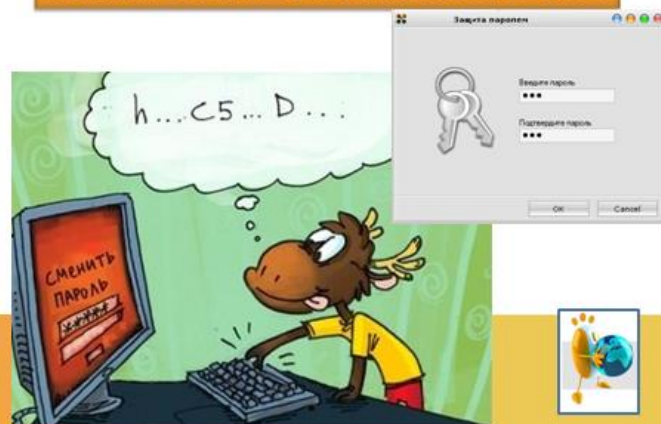 Защита паролем
Введите пароль
•••
Подтвердите пароль
•••
OK
Cancel
h...C5...D...
СМЕНИТЬ
ПАРОЛЬ
*****